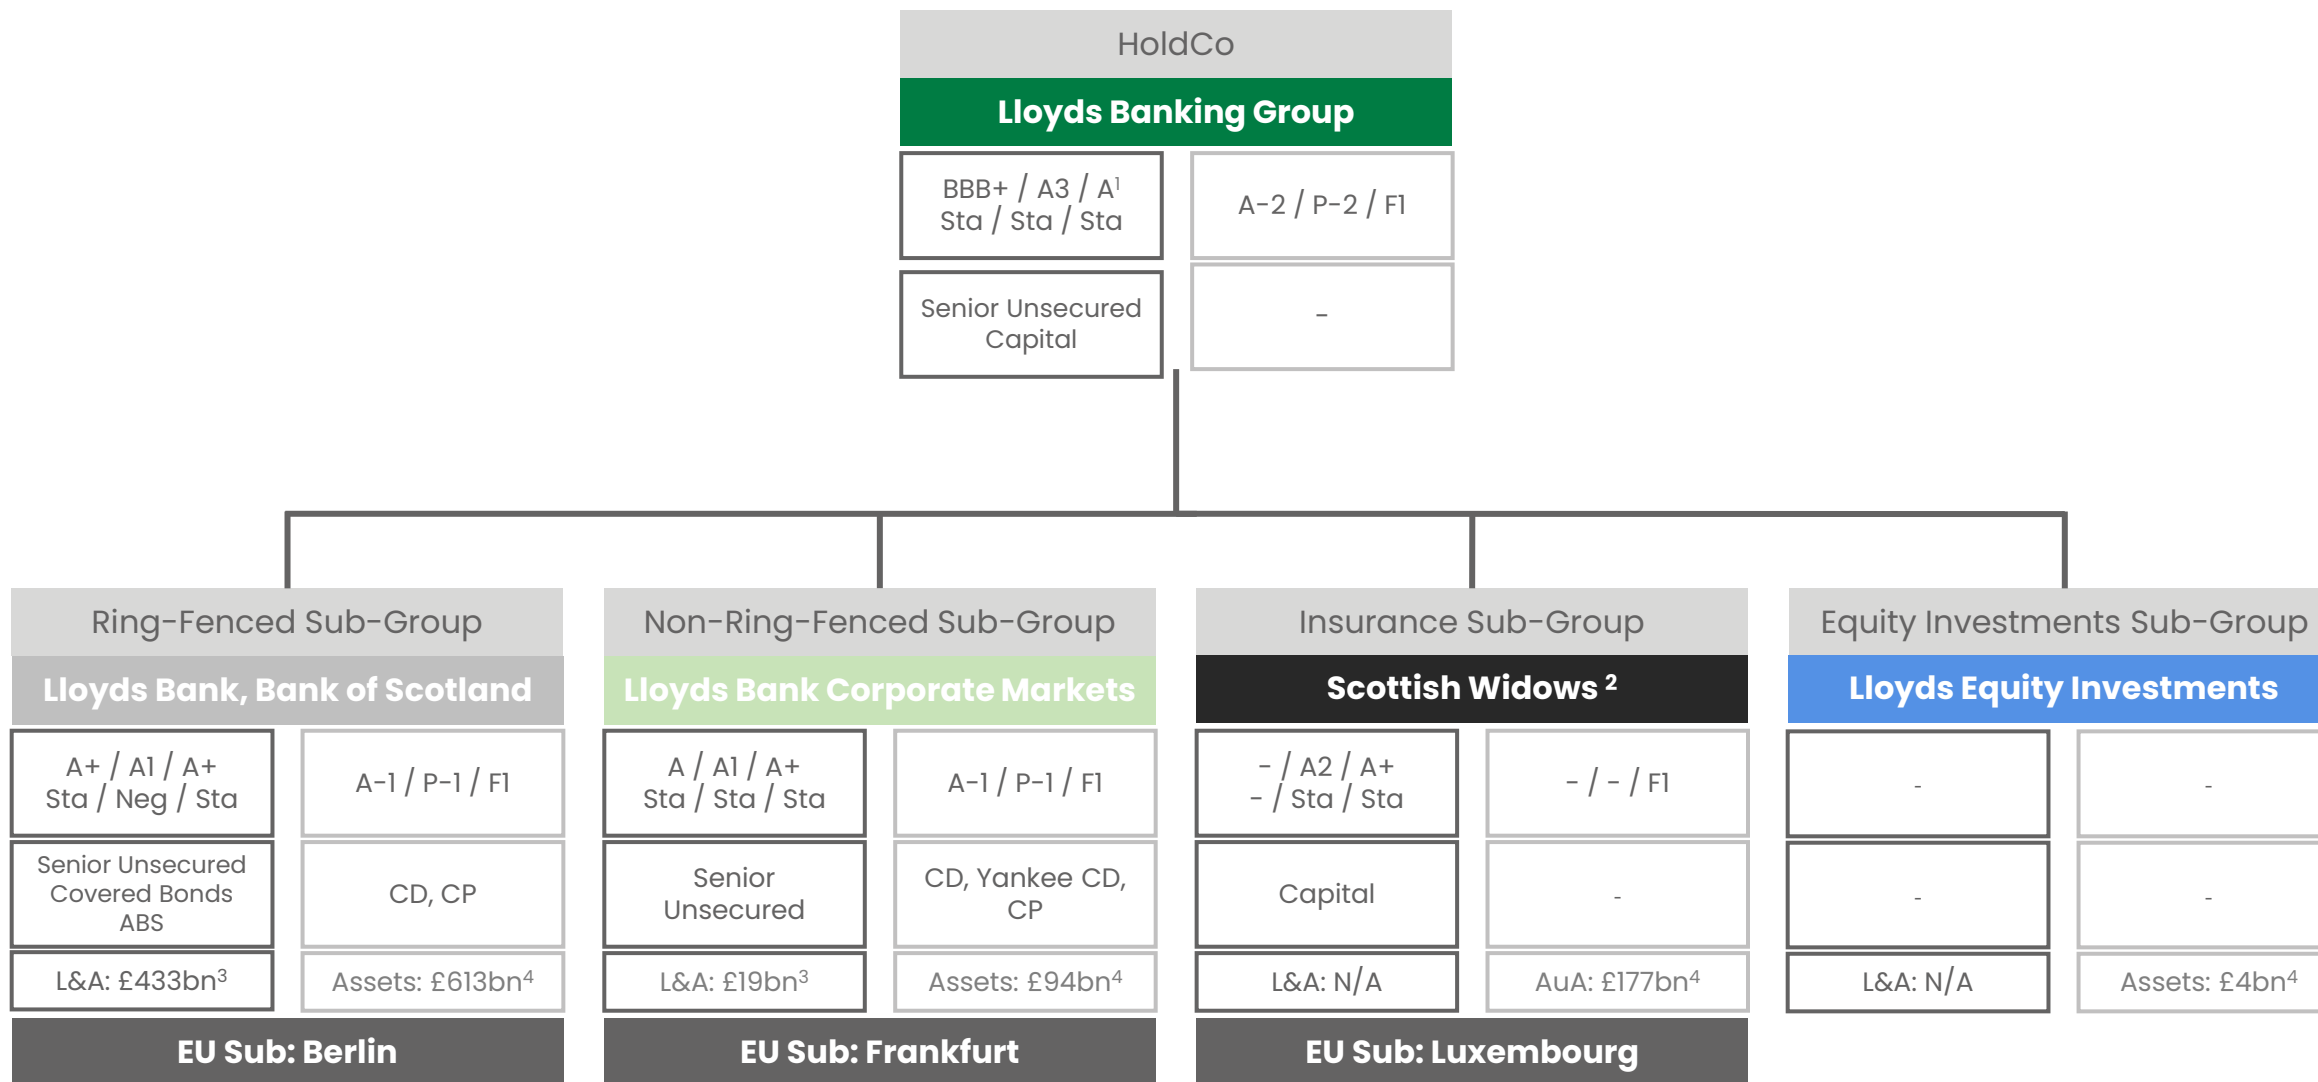 HoldCo
Lloyds Banking Group
BBB+ / A3 / A¹
Sta / Sta / Sta
A-2 / P-2 / F1
Senior Unsecured
Capital
-
Ring-Fenced Sub-Group
Lloyds Bank, Bank of Scotland
A+ / A1 / A+
Sta / Neg / Sta
A-1 / P-1 / F1
Senior Unsecured
Covered Bonds
ABS
CD, CP
L&A: £433bn³
Assets: £613bn⁴
EU Sub: Berlin
Non-Ring-Fenced Sub-Group
Lloyds Bank Corporate Markets
A / A1 / A+
Sta / Sta / Sta
A-1 / P-1 / F1
Senior
Unsecured
CD, Yankee CD,
CP
L&A: £19bn³
Assets: £94bn⁴
EU Sub: Frankfurt
Insurance Sub-Group
Scottish Widows ²
- / A2 / A+
- / Sta / Sta
- / - / F1
Capital
-
L&A: N/A
AuA: £177bn⁴
EU Sub: Luxembourg
Equity Investments Sub-Group
Lloyds Equity Investments
-
-
-
-
L&A: N/A
Assets: £4bn⁴